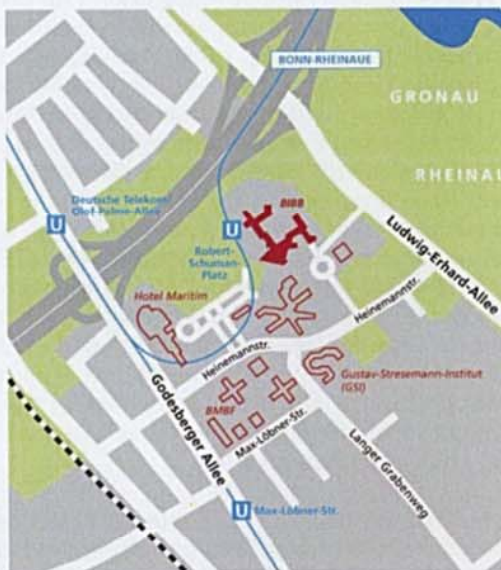 BONN-RHEINAUE
GRONAU
RHEINAU
Deutsche Telekom/
Olof-Palme-Allee
U
U
BIBB
Robert-
Schuman-
Platz
Ludwig-Erhard-Allee
Hotel Maritim
Heinemannstr.
Heinemannstr.
Gustav-Stresemann-Institut
(GSI)
Godesberger Allee
BMBF
Max-Löbner-Str.
Langer Grabenweg
U
Max-Löbner-Str.